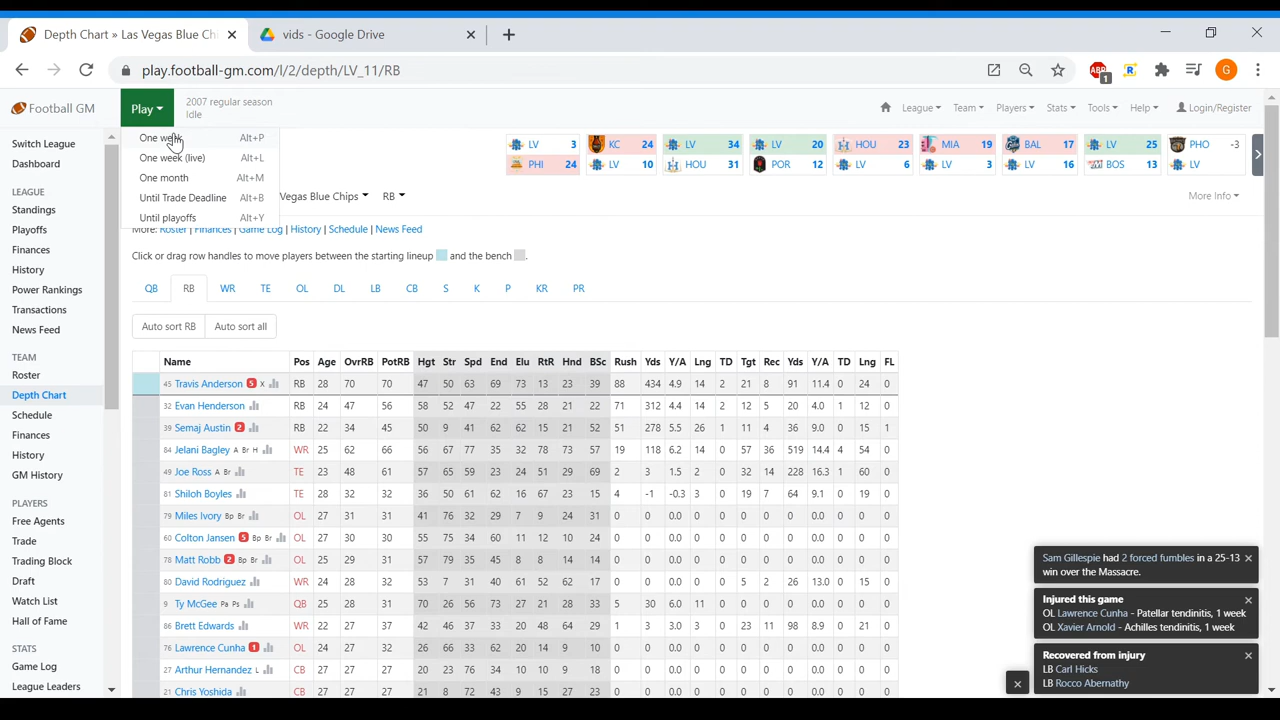 Depth Chart » Las Vegas Blue Chi
vids - Google Drive
play.football-gm.com/l/2/depth/LV_11/RB
ABP 1
G
Football GM
Play
2007 regular season
Idle
League Team Players Stats Tools Help Login/Register
One week Alt+P
One week (live) Alt+L
One month Alt+M
Until Trade Deadline Alt+B
Until playoffs Alt+Y
LV 3 KC 24 LV 34 LV 20 HOU 23 MIA 19 BAL 17 LV 25 PHO -3
PHI 24 LV 10 HOU 31 POR 12 LV 6 LV 3 LV 16 BOS 13 LV
Vegas Blue Chips RB More Info
More: Roster | Finances | Game Log | History | Schedule | News Feed
Click or drag row handles to move players between the starting lineup and the bench .
QB RB WR TE OL DL LB CB S K P KR PR
Auto sort RB Auto sort all
Switch League
Dashboard
LEAGUE
Standings
Playoffs
Finances
History
Power Rankings
Transactions
News Feed
TEAM
Roster
Depth Chart
Schedule
Finances
History
GM History
PLAYERS
Free Agents
Trade
Trading Block
Draft
Watch List
Hall of Fame
STATS
Game Log
League Leaders
Name Pos Age OvrRB PotRB Hgt Str Spd End Elu RtR Hnd BSc Rush Yds Y/A Lng TD Tgt Rec Yds Y/A TD Lng FL
45 Travis Anderson 5 X RB 28 70 70 47 50 63 69 73 13 23 39 88 434 4.9 14 2 21 8 91 11.4 0 24 0
32 Evan Henderson RB 24 47 56 58 52 47 22 55 28 21 22 71 312 4.4 14 2 12 5 20 4.0 1 12 0
39 Semaj Austin 2 RB 22 34 45 50 9 41 62 62 15 21 52 51 278 5.5 26 1 11 4 36 9.0 0 19 1
84 Jelani Bagley A Br H WR 25 62 66 56 67 77 35 32 78 73 57 19 118 6.2 14 0 57 36 519 14.4 4 54 0
49 Joe Ross A Br TE 23 48 61 57 65 59 23 24 51 29 69 2 3 1.5 2 0 32 14 228 16.3 1 60 0
81 Shiloh Boyles TE 28 32 32 36 50 61 62 16 67 23 15 4 -1 -0.3 3 0 19 7 64 9.1 0 14 0
79 Miles Ivory Bp Br OL 27 31 31 41 76 32 29 7 9 24 31 0 0 0.0 0 0 0 0 0 0.0 0 0 0
60 Colton Jansen 5 Bp Br OL 27 30 30 55 75 34 60 11 12 10 24 0 0 0.0 0 0 0 0 0 0.0 0 0 0
78 Matt Robb 2 Bp Br OL 27 31 31 57 79 35 45 8 8 14 14 0 0 0.0 0 0 0 0 0 0.0 0 0 0
80 David Rodriguez WR 24 28 32 53 7 31 40 61 52 62 17 0 0 0.0 0 0 5 2 26 13.0 0 15 0
9 Ty McGee Pa Ps QB 25 28 31 70 26 56 73 27 21 28 33 5 30 6.0 11 0 0 0 0 0.0 0 0 0
86 Brett Edwards WR 22 27 37 42 46 37 33 21 43 64 29 1 3 3.0 3 0 23 11 98 8.9 0 21 0
76 Lawrence Cunha 1 OL 24 27 32 26 66 33 62 20 14 9 10 0 0 0.0 0 0 0 0 0 0.0 0 0 0
27 Arthur Hernandez L CB 27 27 27 20 23 76 34 10 10 9 18 0 0 0.0 0 0 0 0 0 0.0 0 0 0
21 Chris Yoshida CB 27 27 27 21 8 72 43 9 15 27 23 0 0 0.0 0 0 0 0 0 0.0 0 0 0
Sam Gillespie had 2 forced fumbles in a 25-13
win over the Massacre.
Injured this game
OL Lawrence Cunha - Patellar tendinitis, 1 week
OL Xavier Arnold - Achilles tendinitis, 1 week
Recovered from injury
LB Carl Hicks
LB Rocco Abernathy